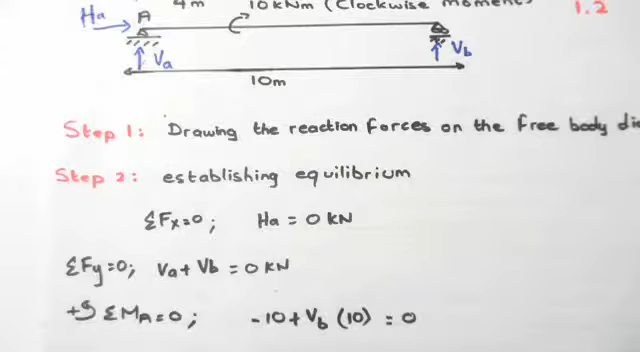 4m 10kNm (Clockwise moment
1.2
Ha A
Va Vb
10m
Step 1: Drawing the reaction forces on the free body di
Step 2: establishing equilibrium
ΣFx=0; Ha = 0 kN
ΣFy=0; Va + Vb = 0 kN
+↺ ΣMA=0; -10+Vb (10) = 0